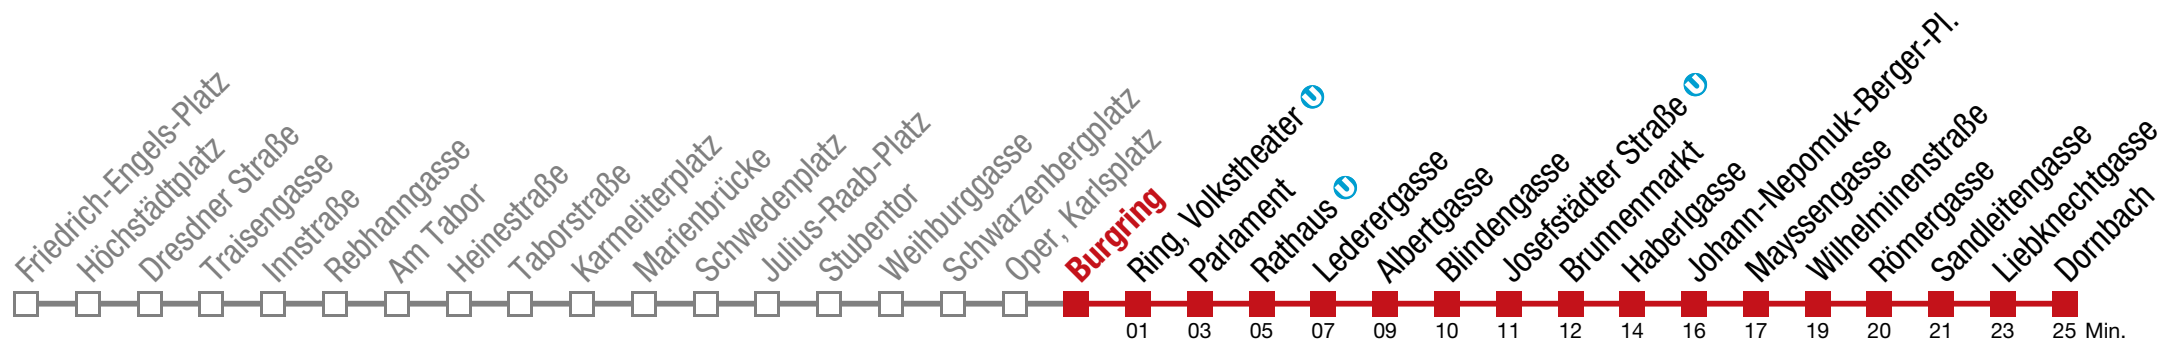 Friedrich-Engels-Platz
Höchstädtplatz
Dresdner Straße
Traisengasse
Innstraße
Rebhanngasse
Am Tabor
Heinestraße
Taborstraße
Karmeliterplatz
Marienbrücke
Schwedenplatz
Julius-Raab-Platz
Stubentor
Weihburggasse
Schwarzenbergplatz
Oper, Karlsplatz
Burgring
Ring, Volkstheater U
Parlament
Rathaus U
Lederergasse
Albertgasse
Blindengasse
Josefstädter Straße U
Brunnenmarkt
Haberlgasse
Johann-Nepomuk-Berger-Pl.
Mayssengasse
Wilhelminenstraße
Römergasse
Sandleitengasse
Liebknechtgasse
Dornbach
01 03 05 07 09 10 11 12 14 16 17 19 20 21 23 25 Min.